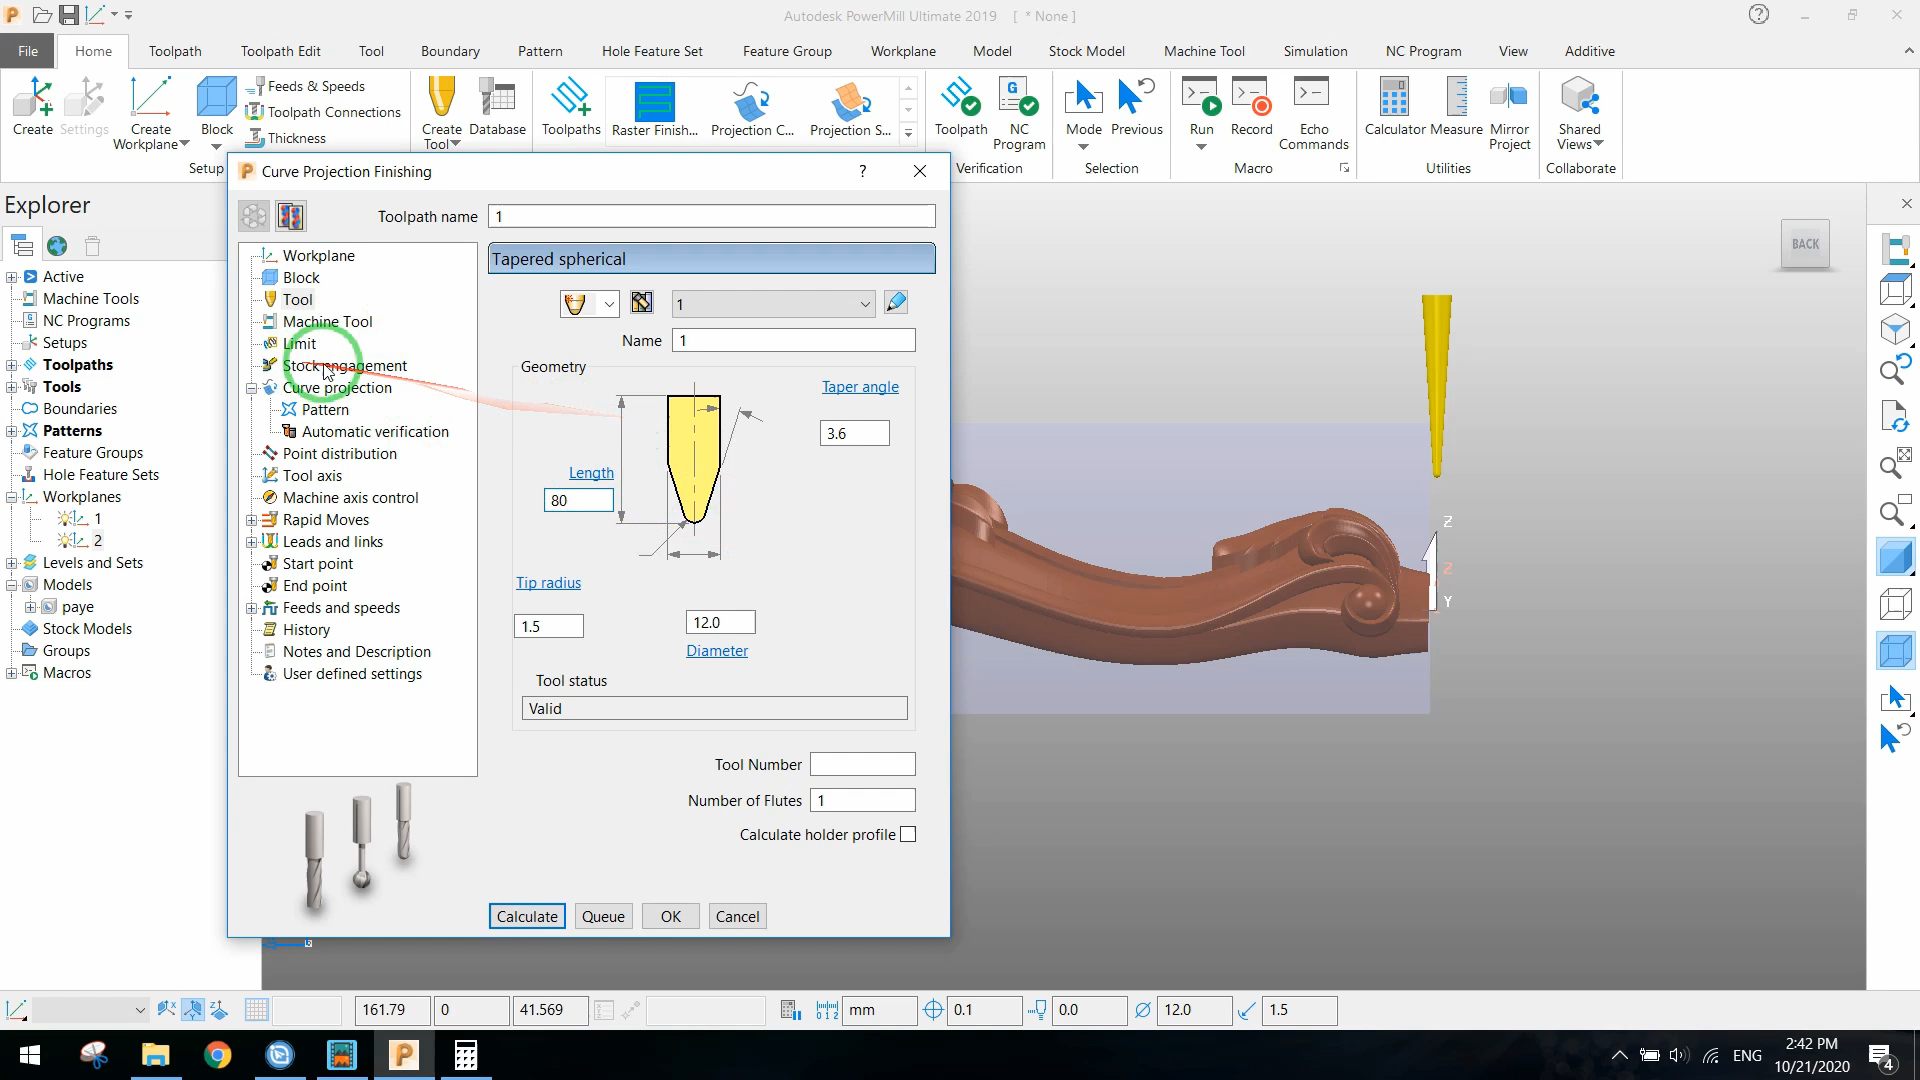 Autodesk PowerMill Ultimate 2019 [ * None ]
File
Home
Toolpath
Toolpath Edit
Tool
Boundary
Pattern
Hole Feature Set
Feature Group
Workplane
Model
Stock Model
Machine Tool
Simulation
NC Program
View
Additive
Create
Settings
Create
Workplane
Block
Feeds & Speeds
Toolpath Connections
Thickness
Create
Tool
Database
Toolpaths
Raster Finish...
Projection C...
Projection S...
Toolpath
NC
Program
Mode
Previous
Run
Record
Echo
Commands
Calculator
Measure
Mirror
Project
Shared
Views
Setup
Verification
Selection
Macro
Utilities
Collaborate
Explorer
Active
Machine Tools
NC Programs
Setups
Toolpaths
Tools
Boundaries
Patterns
Feature Groups
Hole Feature Sets
Workplanes
1
2
Levels and Sets
Models
paye
Stock Models
Groups
Macros
Curve Projection Finishing
?
Toolpath name
1
Workplane
Block
Tool
Machine Tool
Limit
Stock engagement
Curve projection
Pattern
Automatic verification
Point distribution
Tool axis
Machine axis control
Rapid Moves
Leads and links
Start point
End point
Feeds and speeds
History
Notes and Description
User defined settings
Tapered spherical
1
Name
1
Geometry
Taper angle
3.6
Length
80
Tip radius
1.5
12.0
Diameter
Tool status
Valid
Tool Number
Number of Flutes
1
Calculate holder profile
Calculate
Queue
OK
Cancel
BACK
Z
Z
Y
161.79
0
41.569
mm
0.1
0.0
12.0
1.5
ENG
2:42 PM
10/21/2020
4